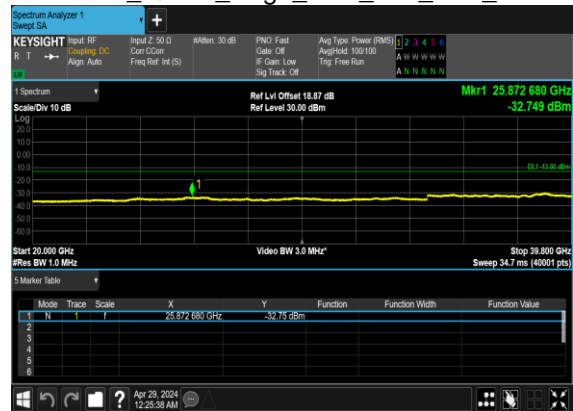 Spectrum Analyzer 1
Swept SA
KEYSIGHT
R T
LXI
Input: RF
Coupling: DC
Align: Auto
Input Z: 50 Ω
Corr CCorr
Freq Ref: Int (S)
#Atten: 30 dB
PNO: Fast
Gate: Off
IF Gain: Low
Sig Track: Off
Avg Type: Power (RMS)
Avg|Hold: 100/100
Trig: Free Run
1 2 3 4 5 6
A W W W W W
A N N N N N
1 Spectrum
Scale/Div 10 dB
Ref Lvl Offset 18.87 dB
Ref Level 30.00 dBm
Mkr1 25.872 680 GHz
-32.749 dBm
Log
20.0
10.0
0.00
-10.0
DL1 -13.00 dBm
-20.0
1
-30.0
-40.0
-50.0
-60.0
Start 20.000 GHz
#Res BW 1.0 MHz
Video BW 3.0 MHz*
Stop 39.800 GHz
Sweep 34.7 ms (40001 pts)
5 Marker Table
Mode Trace Scale X Y Function Function Width Function Value
1 N 1 f 25.872 680 GHz -32.75 dBm
2
3
4
5
6
?
Apr 29, 2024
12:25:38 AM